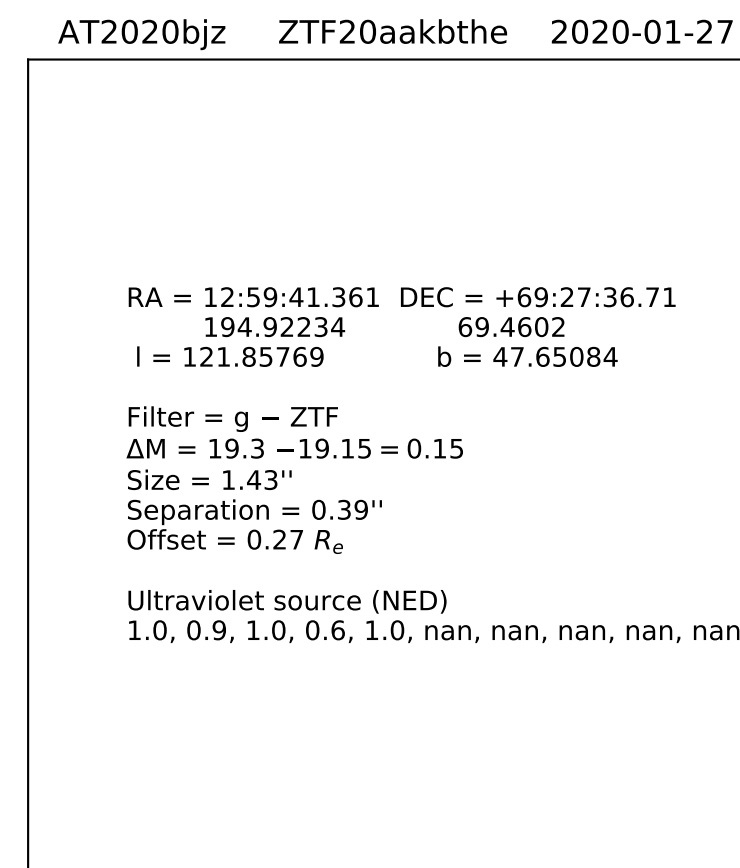 AT2020bjz ZTF20aakbthe 2020-01-27
RA = 12:59:41.361 DEC = +69:27:36.71
194.92234 69.4602
l = 121.85769 b = 47.65084
Filter = g − ZTF
ΔM = 19.3 −19.15 = 0.15
Size = 1.43''
Separation = 0.39''
Offset = 0.27 Re
Ultraviolet source (NED)
1.0, 0.9, 1.0, 0.6, 1.0, nan, nan, nan, nan, nan